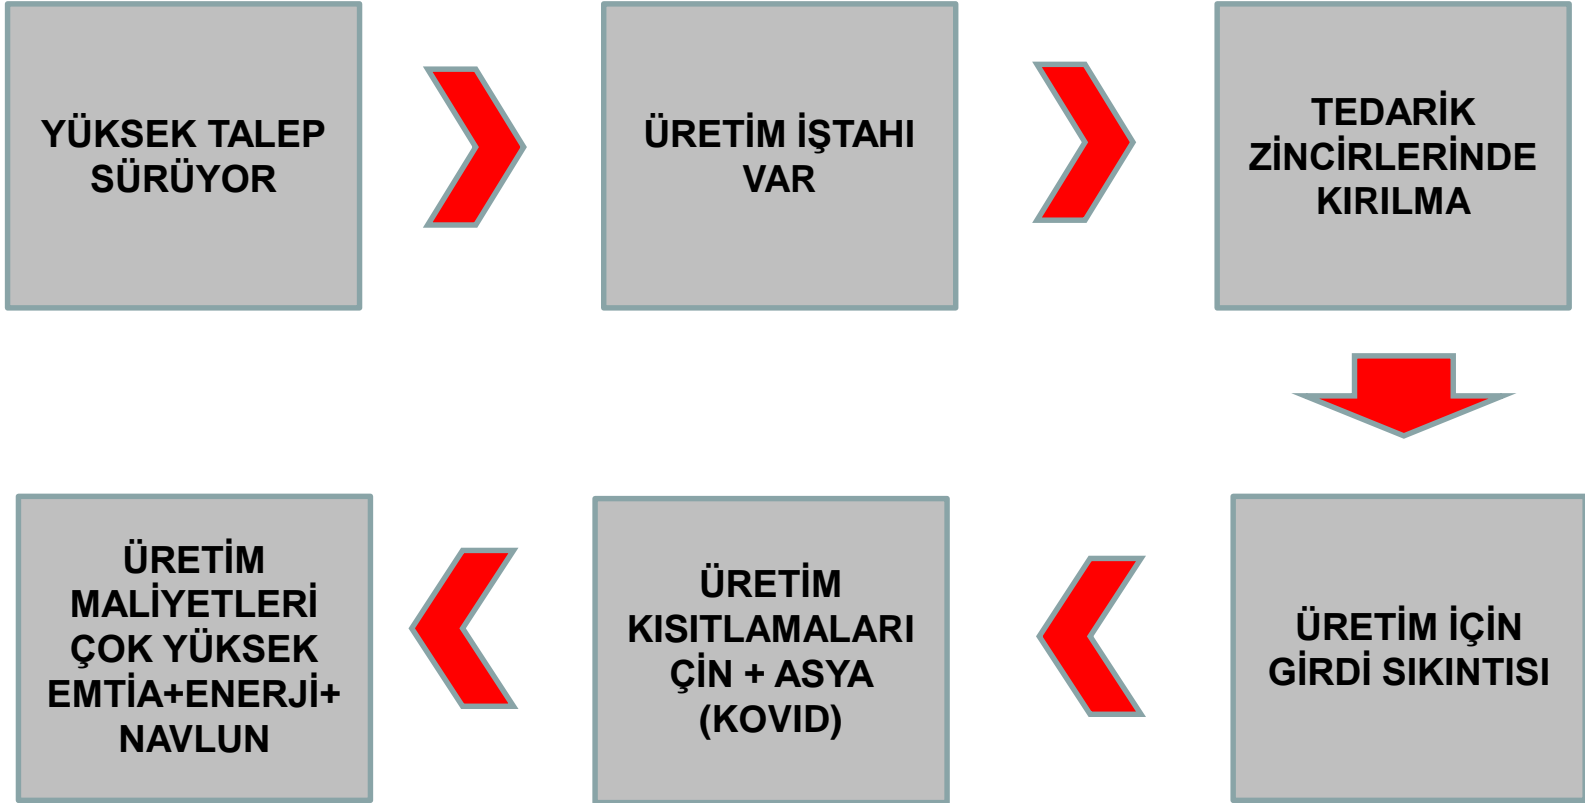 YÜKSEK TALEP
SÜRÜYOR
ÜRETİM İŞTAHI
VAR
TEDARİK
ZİNCİRLERİNDE
KIRILMA
ÜRETİM İÇİN
GİRDİ SIKINTISI
ÜRETİM
KISITLAMALARI
ÇİN + ASYA
(KOVID)
ÜRETİM
MALİYETLERİ
ÇOK YÜKSEK
EMTİA+ENERJİ+
NAVLUN